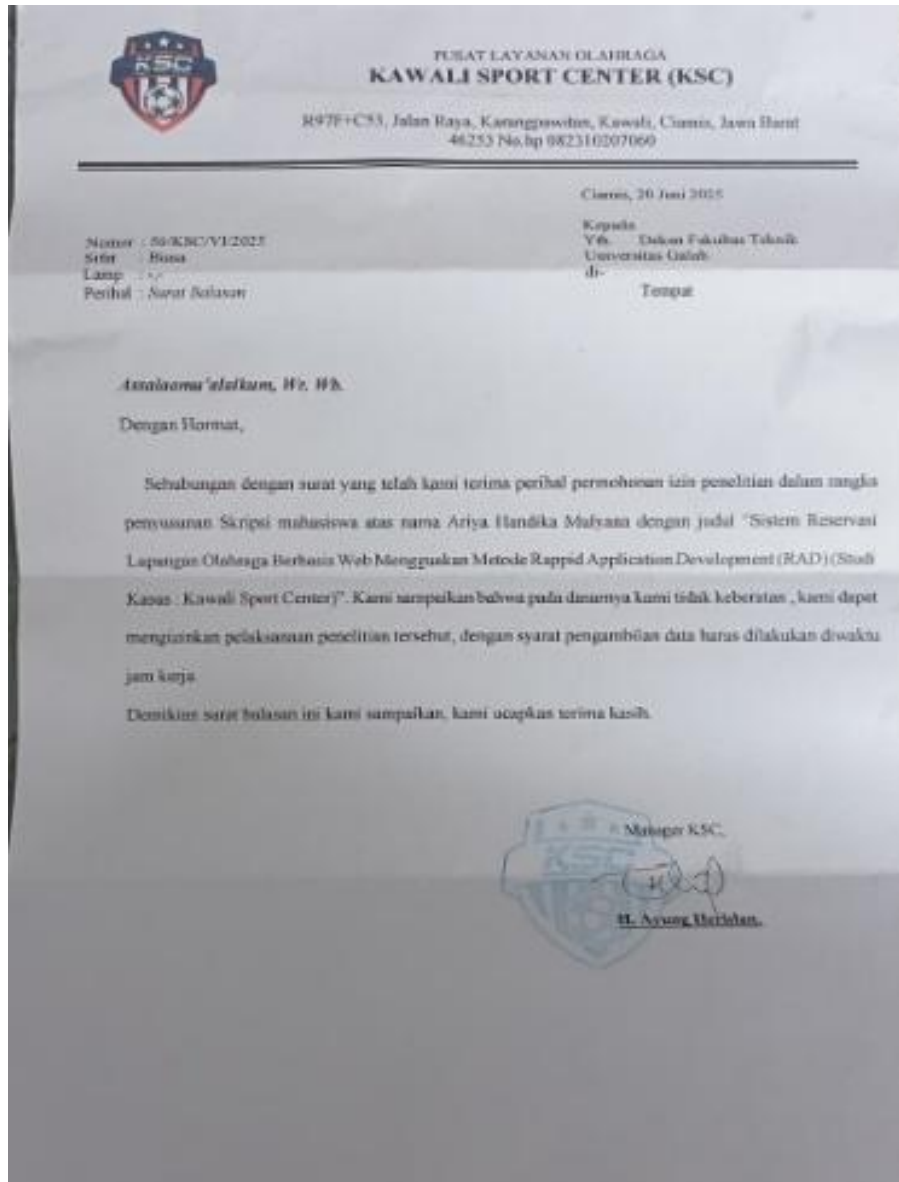 KSC
PUSAT LAYANAN OLAHRAGA
KAWALI SPORT CENTER (KSC)
R97F+C53, Jalan Raya, Karangpawitan, Kawali, Ciamis, Jawa Barat
46253 No.hp 082310207060
Ciamis, 20 Juni 2025
Kepada
Yth. Dekan Fakultas Teknik
Universitas Galuh
di-
Tempat
Nomor : 50/KSC/VI/2025
Sifat : Biasa
Lamp : -,-
Perihal : Surat Balasan
Assalaamu'alaikum, Wr. Wb.
Dengan Hormat,
Sehubungan dengan surat yang telah kami terima perihal permohonan izin penelitian dalam rangka
penyusunan Skripsi mahasiswa atas nama Ariya Handika Mulyana dengan judul "Sistem Reservasi
Lapangan Olahraga Berbasis Web Mengguakan Metode Rappid Application Development (RAD) (Studi
Kasus : Kawali Sport Center)". Kami sampaikan bahwa pada dasarnya kami tidak keberatan , kami dapat
mengizinkan pelaksanaan penelitian tersebut, dengan syarat pengambilan data harus dilakukan diwaktu
jam kerja
Demikian surat balasan ini kami sampaikan, kami ucapkan terima kasih.
Manager KSC,
KSC
H. Ayung